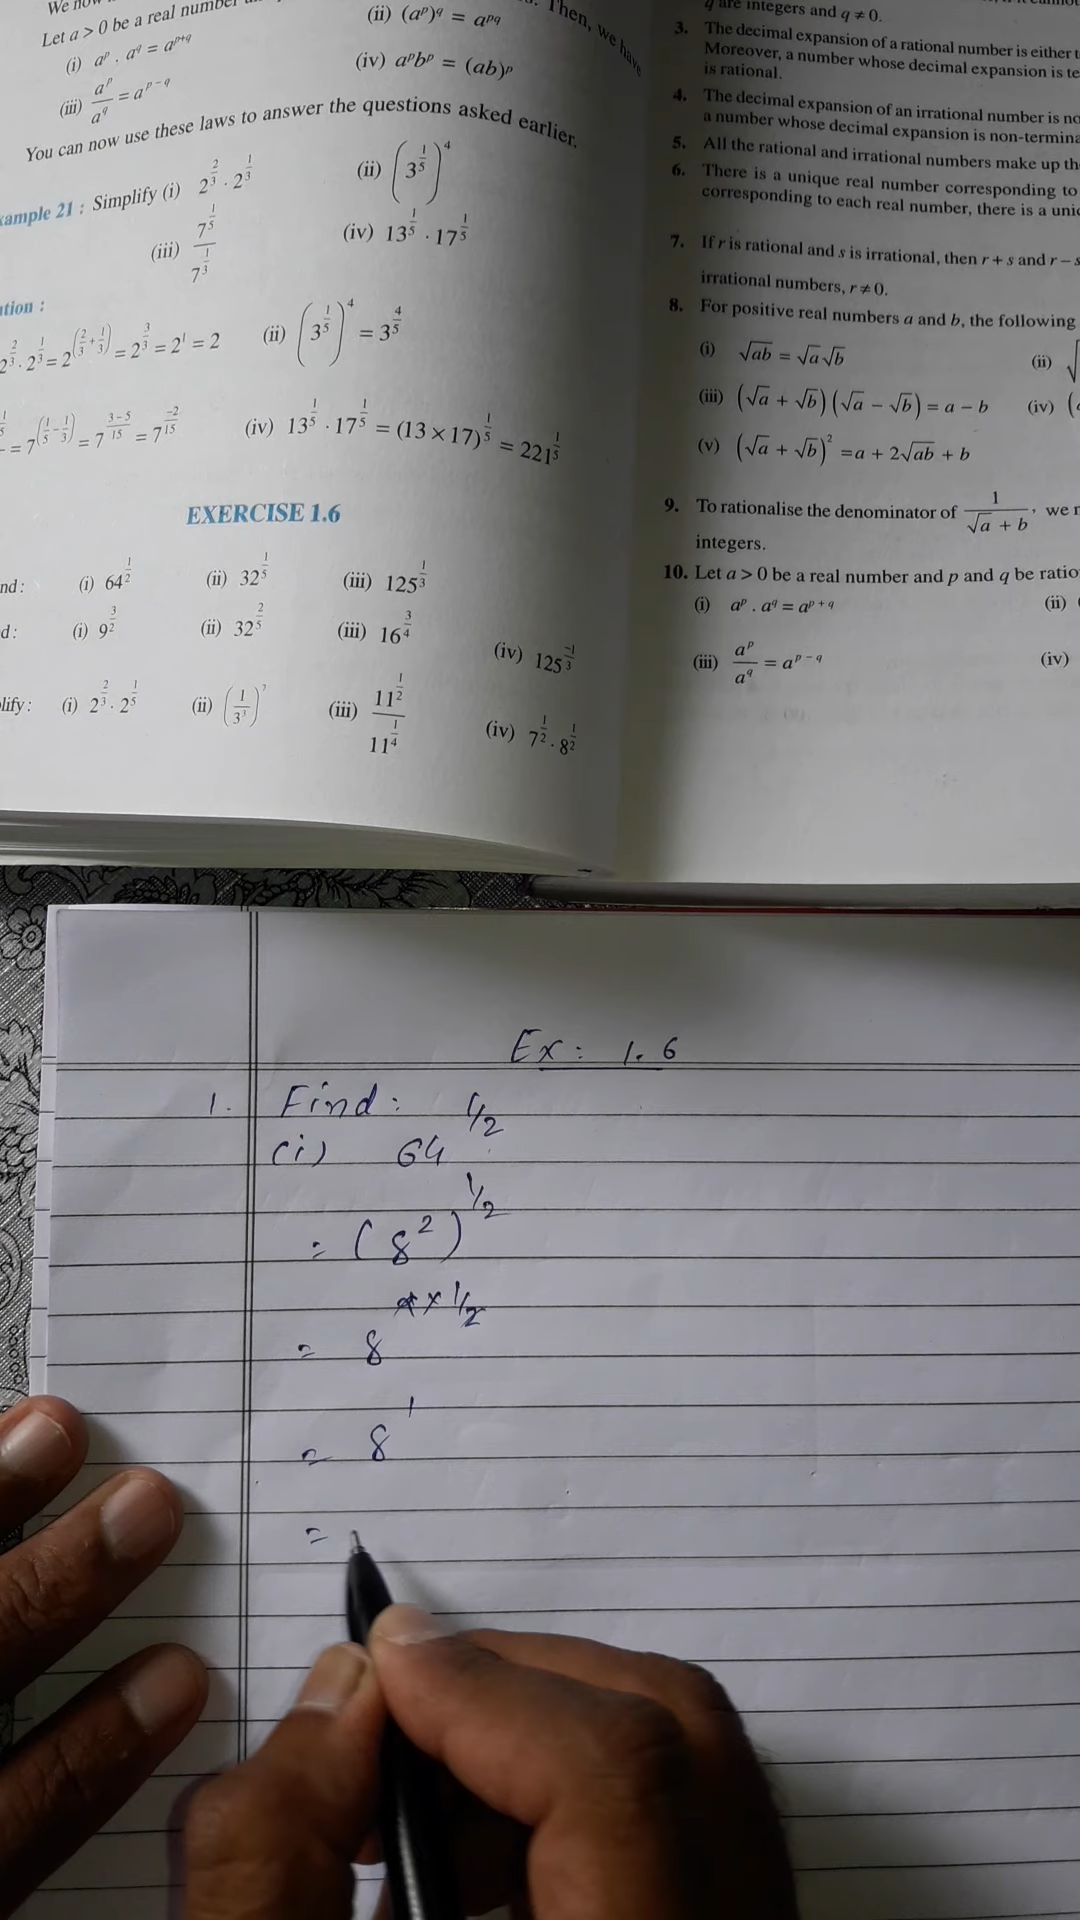 Let a > 0 be a real number
Then, we have
(i) a^p . a^q = a^{p+q}
(ii) (a^p)^q = a^{pq}
(iii) a^p/a^q = a^{p-q}
(iv) a^p b^p = (ab)^p
You can now use these laws to answer the questions asked earlier.
Example 21 : Simplify (i) 2^{2/3} . 2^{1/3}
(ii) (3^{1/5})^4
(iii) 7^{1/5}/7^{1/3}
(iv) 13^{1/5} . 17^{1/5}
2^{2/3} . 2^{1/3} = 2^{(2/3 + 1/3)} = 2^{3/3} = 2^1 = 2
(ii) (3^{1/5})^4 = 3^{4/5}
= 7^{(1/5 - 1/3)} = 7^{(3-5)/15} = 7^{-2/15}
(iv) 13^{1/5} . 17^{1/5} = (13 × 17)^{1/5} = 221^{1/5}
EXERCISE 1.6
(i) 64^{1/2} (ii) 32^{1/5} (iii) 125^{1/3}
(i) 9^{3/2} (ii) 32^{2/5} (iii) 16^{3/4} (iv) 125^{-1/3}
(i) 2^{2/3} . 2^{1/5} (ii) (1/3^3)^7 (iii) 11^{1/2}/11^{1/4} (iv) 7^{1/2} . 8^{1/2}
q are integers and q ≠ 0.
3. The decimal expansion of a rational number is either
Moreover, a number whose decimal expansion is
is rational.
4. The decimal expansion of an irrational number is
a number whose decimal expansion is
5. All the rational and irrational numbers make up
6. There is a unique real number corresponding to
corresponding to each real number, there is a
7. If r is rational and s is irrational, then r + s and r –
irrational numbers, r ≠ 0.
8. For positive real numbers a and b, the following
(i) √ab = √a√b (ii)
(iii) (√a + √b)(√a − √b) = a − b (iv)
(v) (√a + √b)^2 = a + 2√ab + b
9. To rationalise the denominator of 1/(√a + b), we
integers.
10. Let a > 0 be a real number and p and q be
(i) a^p . a^q = a^{p+q} (ii)
(iii) a^p/a^q = a^{p-q} (iv)
Ex: 1.6
1. Find:
(i) 64^{1/2}
= (8^2)^{1/2}
= 8^{2 × 1/2}
= 8^1
=